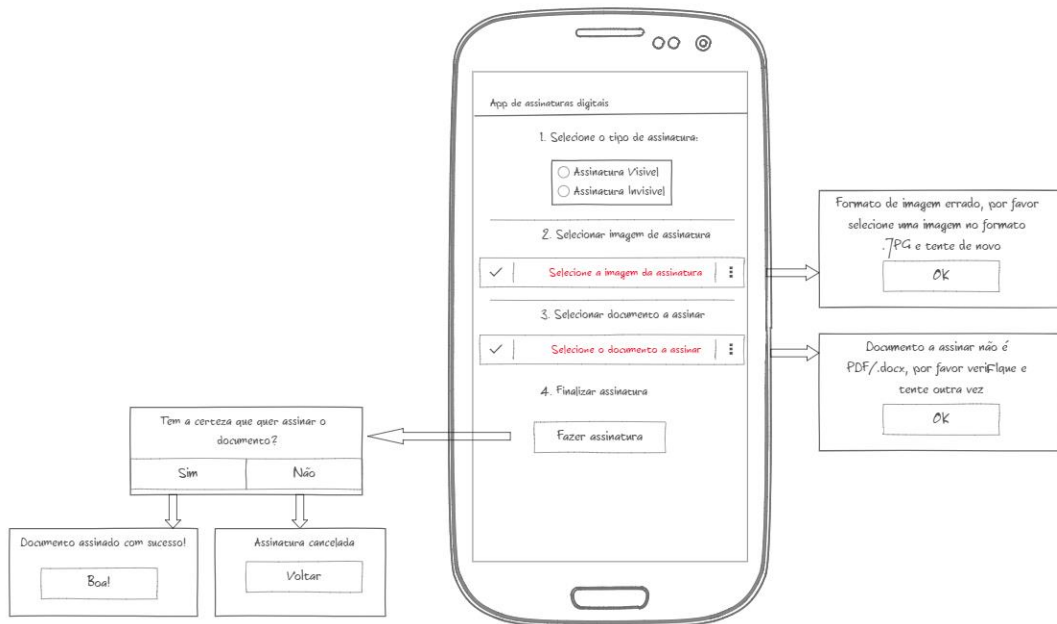 App de assinaturas digitais
1. Selecione o tipo de assinatura:
Assinatura Visivel
Assinatura Invisivel
2. Selecionar imagem de assinatura
Selecione a imagem da assinatura
3. Selecionar documento a assinar
Selecione o documento a assinar
4. Finalizar assinatura
Fazer assinatura
Formato de imagem errado, por favor
selecione uma imagem no formato
.JPG e tente de novo
OK
Documento a assinar não é
PDF/.docx, por favor verifique e
tente outra vez
OK
Tem a certeza que quer assinar o
documento?
Sim
Não
Documento assinado com sucesso!
Boa!
Assinatura cancelada
Voltar